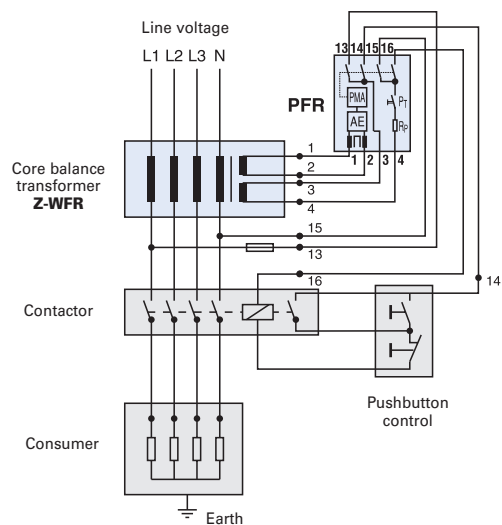 Line voltage
L1 L2 L3 N
13 14 15 16
PFR
PMA
PT
AE
RP
1 2 3 4
Core balance
transformer
Z-WFR
1
2
3
4
15
13
16
14
Contactor
Pushbutton
control
Consumer
Earth